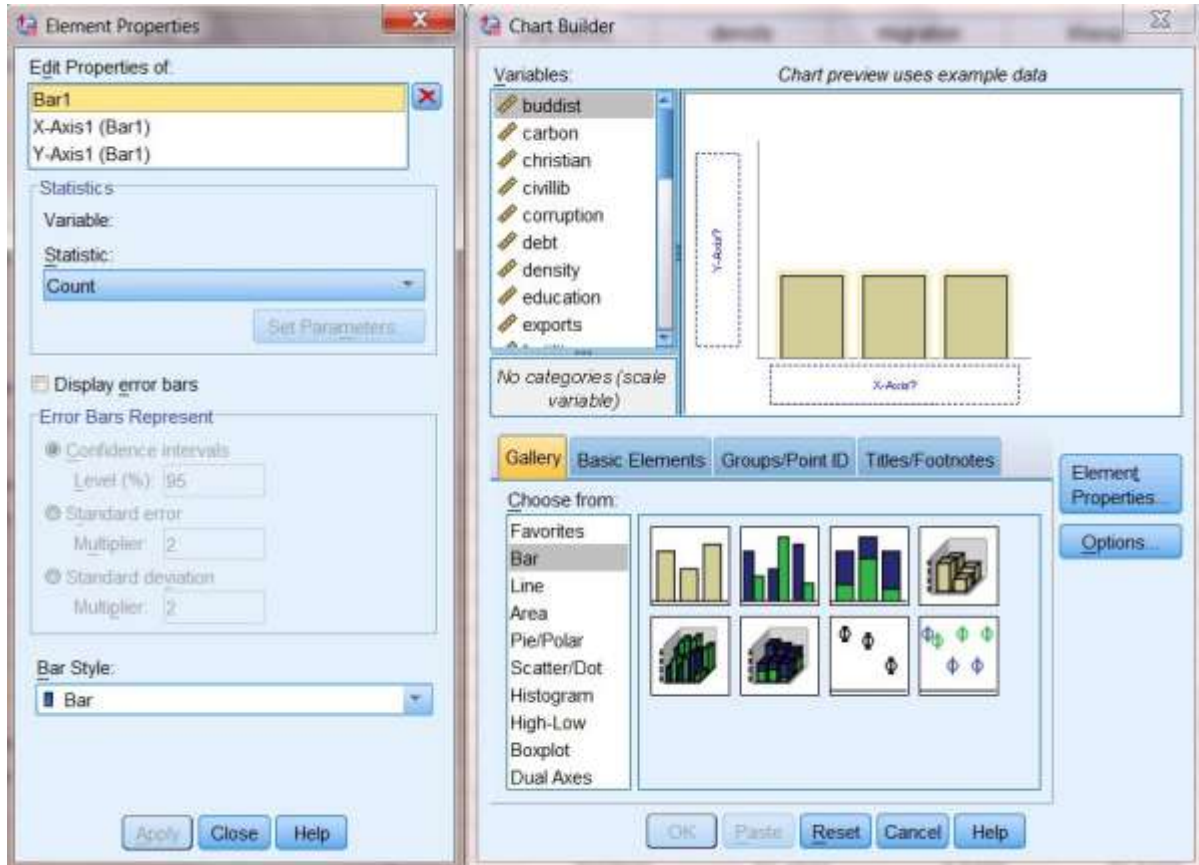 Element Properties
Edit Properties of:
Bar1
X-Axis1 (Bar1)
Y-Axis1 (Bar1)
Statistics
Variable:
Statistic:
Count
Set Parameters...
Display error bars
Error Bars Represent
Confidence intervals
Level (%): 95
Standard error
Multiplier: 2
Standard deviation
Multiplier: 2
Bar Style:
Bar
Apply
Close
Help
Chart Builder
density
migration
Variables:
Chart preview uses example data
buddist
carbon
christian
civillib
corruption
debt
density
education
exports
No categories (scale
variable)
Y-Axis?
X-Axis?
Gallery
Basic Elements
Groups/Point ID
Titles/Footnotes
Choose from:
Favorites
Bar
Line
Area
Pie/Polar
Scatter/Dot
Histogram
High-Low
Boxplot
Dual Axes
Element
Properties...
Options...
OK
Paste
Reset
Cancel
Help